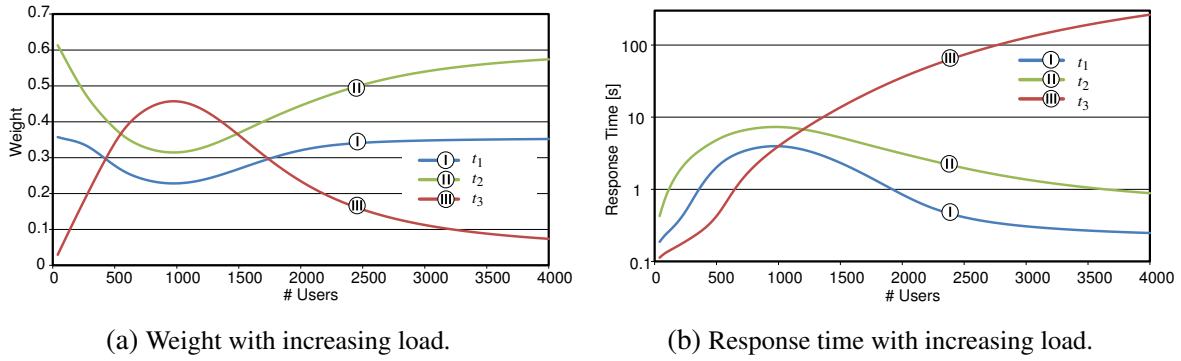 0.7
0.6
0.5
0.4
0.3
0.2
0.1
0
Weight
0 500 1000 1500 2000 2500 3000 3500 4000
# Users
II
I
III
I t1
II t2
III t3
(a) Weight with increasing load.
100
10
1
0.1
Response Time [s]
0 500 1000 1500 2000 2500 3000 3500 4000
# Users
III
II
I
I t1
II t2
III t3
(b) Response time with increasing load.